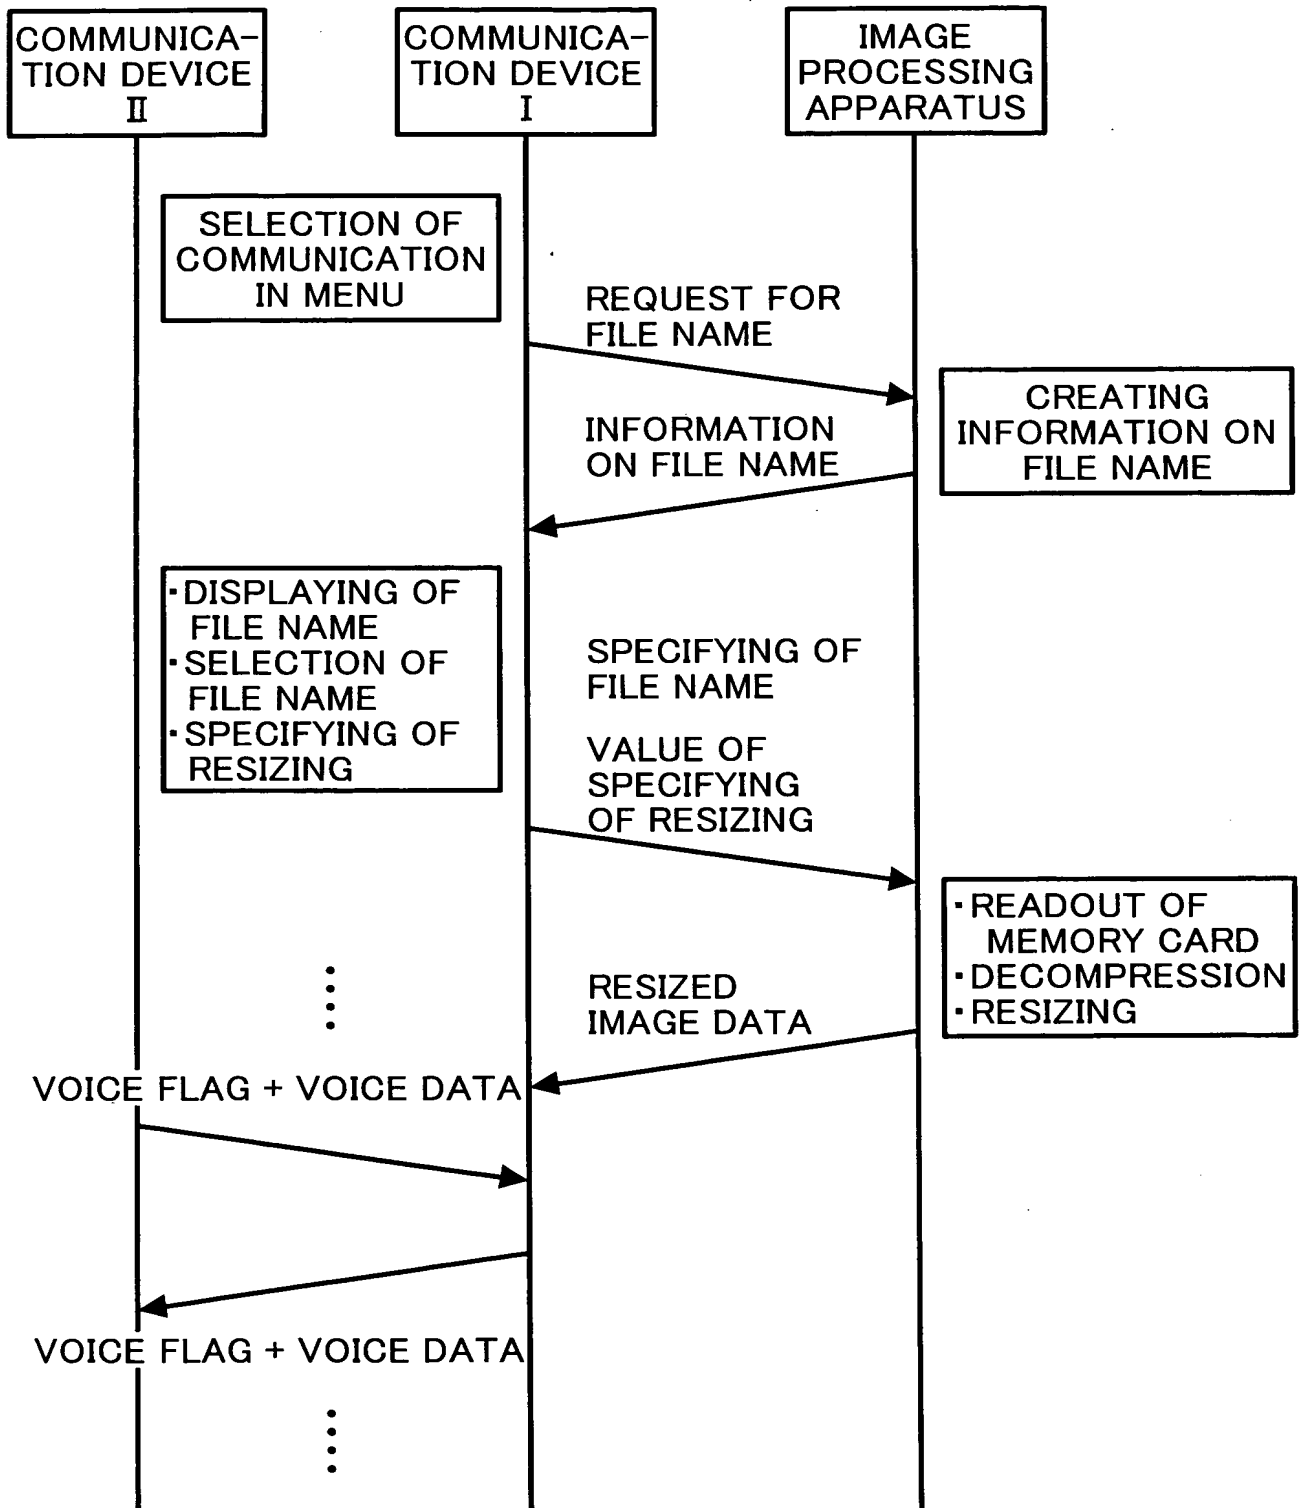 COMMUNICA-
TION DEVICE
II
COMMUNICA-
TION DEVICE
I
IMAGE
PROCESSING
APPARATUS
SELECTION OF
COMMUNICATION
IN MENU
REQUEST FOR
FILE NAME
CREATING
INFORMATION ON
FILE NAME
INFORMATION
ON FILE NAME
・DISPLAYING OF
FILE NAME
・SELECTION OF
FILE NAME
・SPECIFYING OF
RESIZING
SPECIFYING OF
FILE NAME
VALUE OF
SPECIFYING
OF RESIZING
・READOUT OF
MEMORY CARD
・DECOMPRESSION
・RESIZING
RESIZED
IMAGE DATA
VOICE FLAG + VOICE DATA
VOICE FLAG + VOICE DATA